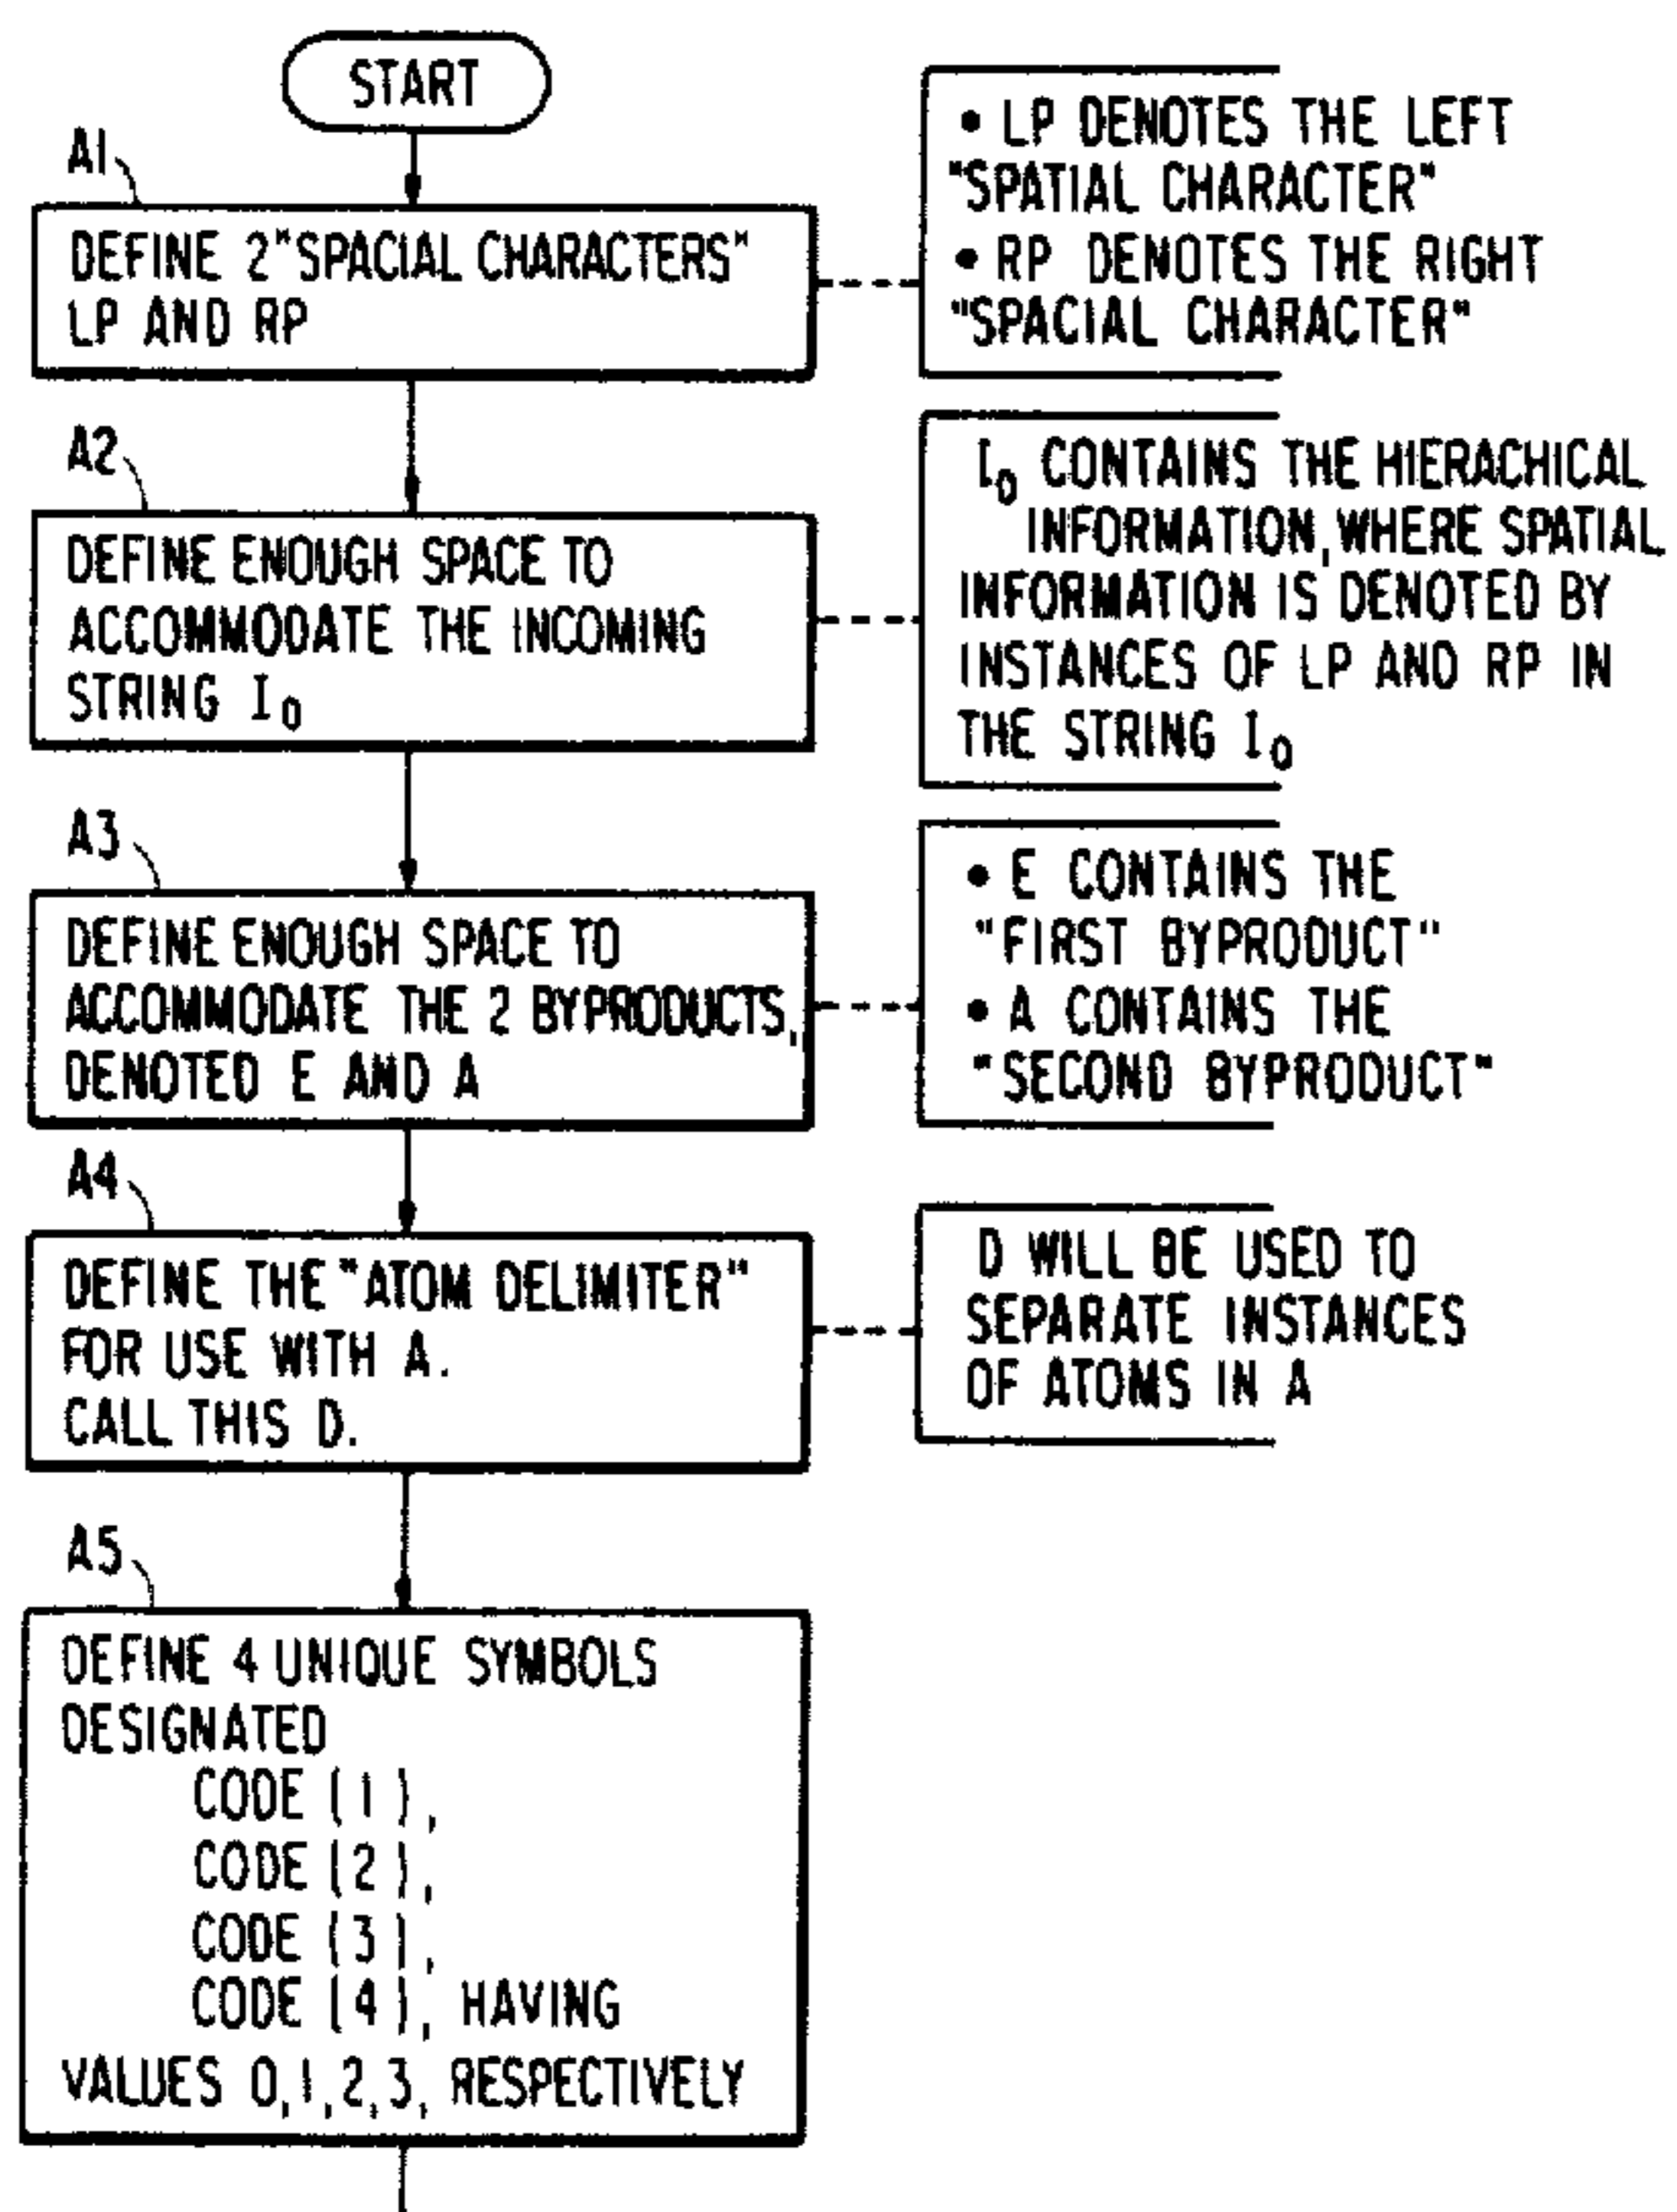 START
A1
DEFINE 2 "SPACIAL CHARACTERS"
LP AND RP
• LP DENOTES THE LEFT
"SPATIAL CHARACTER"
• RP DENOTES THE RIGHT
"SPACIAL CHARACTER"
A2
DEFINE ENOUGH SPACE TO
ACCOMMODATE THE INCOMING
STRING I₀
I₀ CONTAINS THE HIERACHICAL
INFORMATION, WHERE SPATIAL
INFORMATION IS DENOTED BY
INSTANCES OF LP AND RP IN
THE STRING I₀
A3
DEFINE ENOUGH SPACE TO
ACCOMMODATE THE 2 BYPRODUCTS,
DENOTED E AND A
• E CONTAINS THE
"FIRST BYPRODUCT"
• A CONTAINS THE
"SECOND BYPRODUCT"
A4
DEFINE THE "ATOM DELIMITER"
FOR USE WITH A.
CALL THIS D.
D WILL BE USED TO
SEPARATE INSTANCES
OF ATOMS IN A
A5
DEFINE 4 UNIQUE SYMBOLS
DESIGNATED
CODE (1),
CODE (2),
CODE (3),
CODE (4), HAVING
VALUES 0,1,2,3, RESPECTIVELY